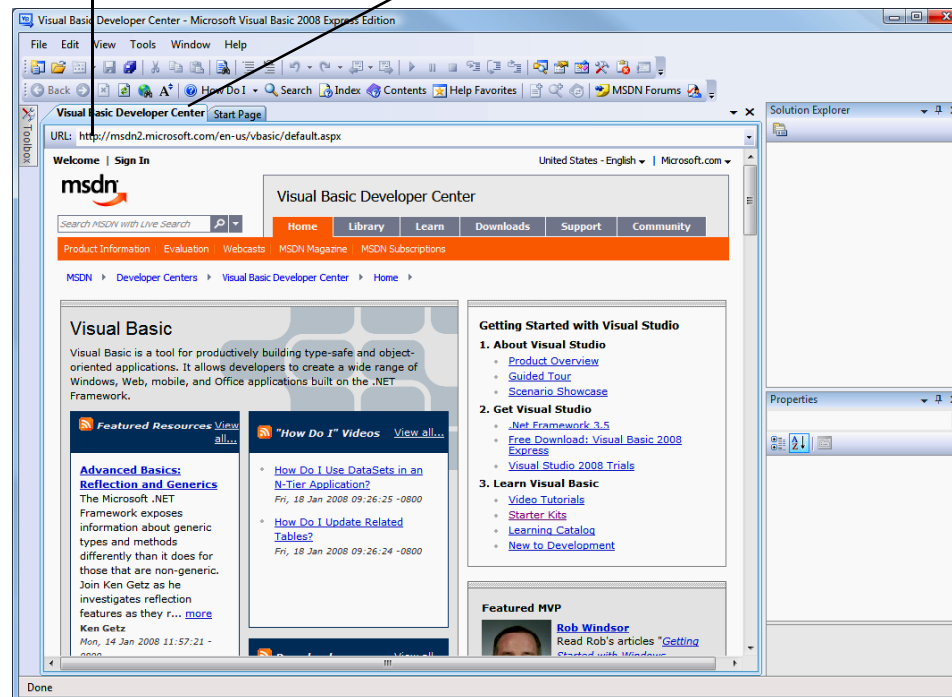 Visual Basic Developer Center - Microsoft Visual Basic 2008 Express Edition
File Edit View Tools Window Help
Back How Do I Search Index Contents Help Favorites MSDN Forums
Toolbox
Visual Basic Developer Center Start Page
URL: http://msdn2.microsoft.com/en-us/vbasic/default.aspx
Welcome | Sign In
United States - English | Microsoft.com
msdn
Visual Basic Developer Center
Search MSDN with Live Search
Home Library Learn Downloads Support Community
Product Information | Evaluation | Webcasts | MSDN Magazine | MSDN Subscriptions
MSDN Developer Centers Visual Basic Developer Center Home
Visual Basic
Visual Basic is a tool for productively building type-safe and object-
oriented applications. It allows developers to create a wide range of
Windows, Web, mobile, and Office applications built on the .NET
Framework.
Featured Resources View
all...
Advanced Basics:
Reflection and Generics
The Microsoft .NET
Framework exposes
information about generic
types and methods
differently than it does for
those that are non-generic.
Join Ken Getz as he
investigates reflection
features as they r... more
Ken Getz
Mon, 14 Jan 2008 11:57:21 -
"How Do I" Videos View all...
How Do I Use DataSets in an
N-Tier Application?
Fri, 18 Jan 2008 09:26:25 -0800
How Do I Update Related
Tables?
Fri, 18 Jan 2008 09:26:24 -0800
Getting Started with Visual Studio
1. About Visual Studio
Product Overview
Guided Tour
Scenario Showcase
2. Get Visual Studio
.Net Framework 3.5
Free Download: Visual Basic 2008
Express
Visual Studio 2008 Trials
3. Learn Visual Basic
Video Tutorials
Starter Kits
Learning Catalog
New to Development
Featured MVP
Rob Windsor
Read Rob's articles "Getting
Started with Windows
Solution Explorer
Properties
Done